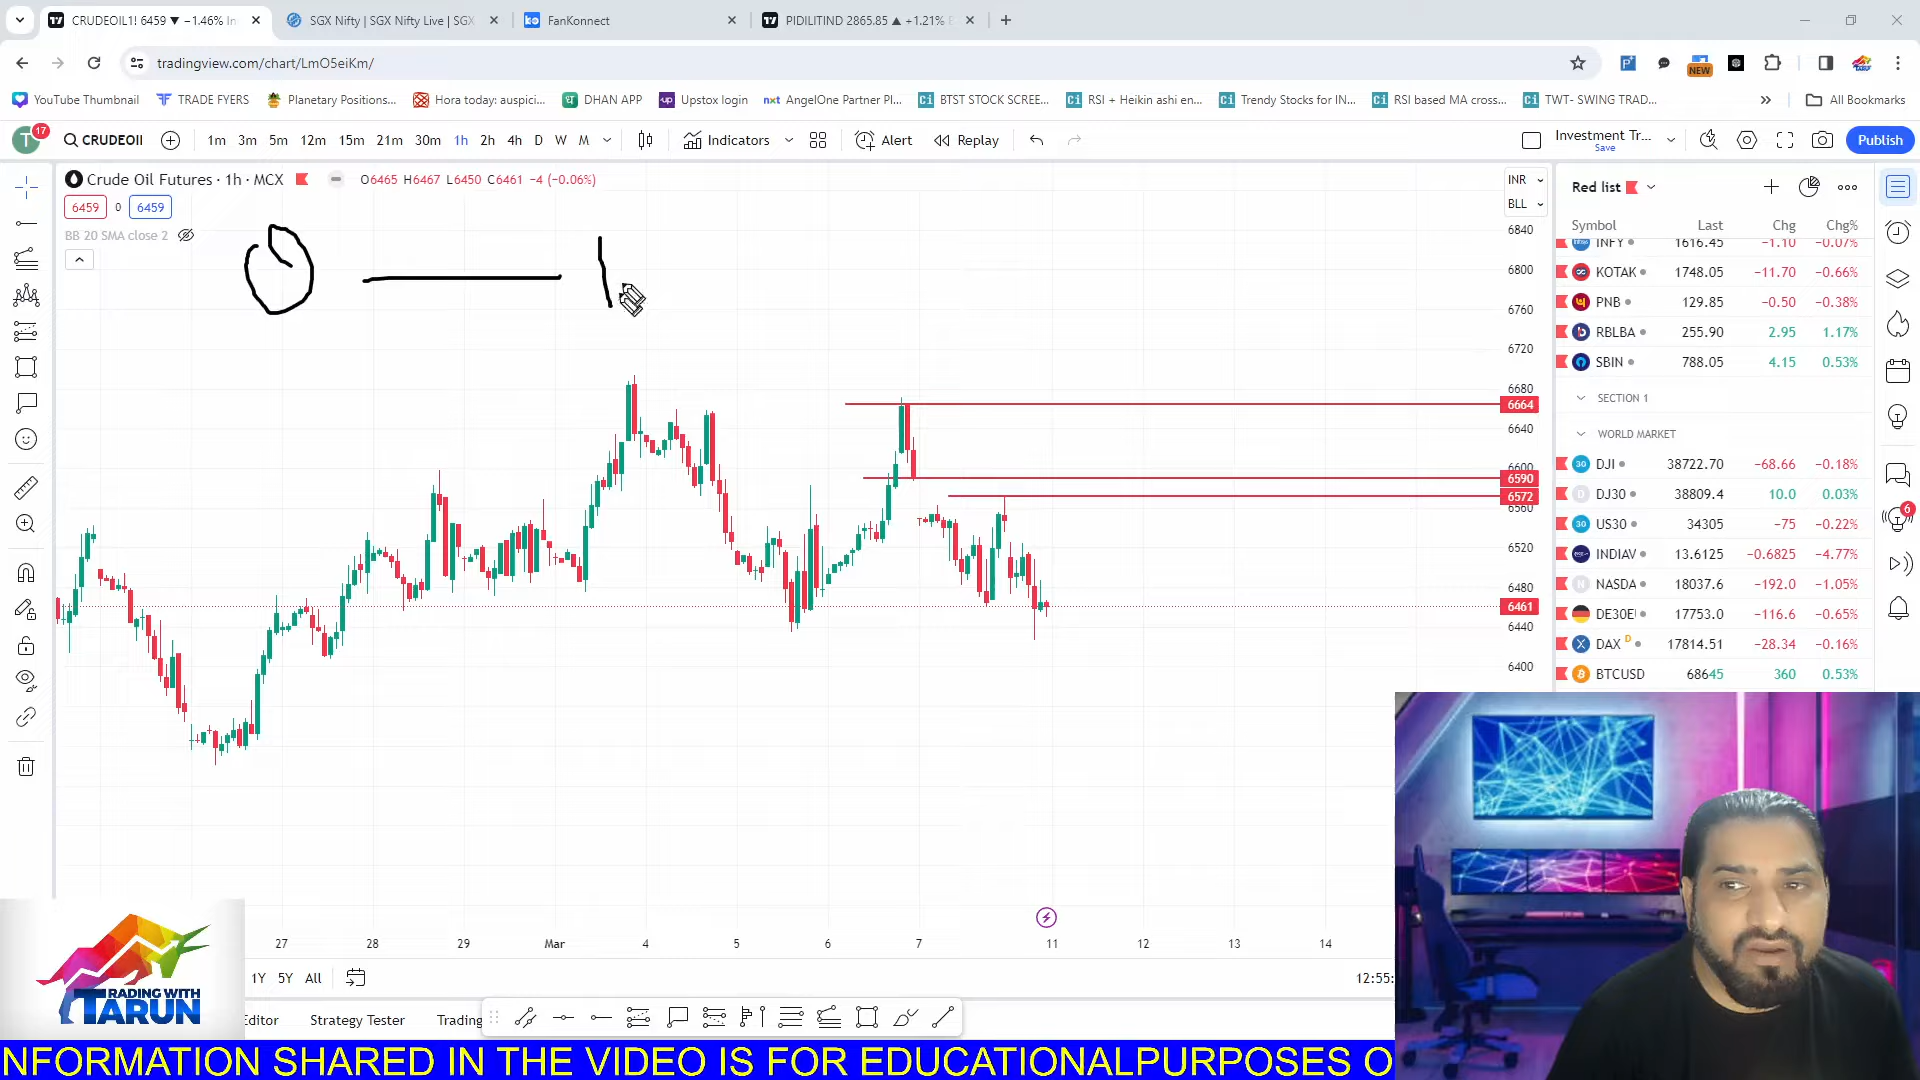 CRUDEOIL1! 6459 ▼ −1.46% In
SGX Nifty | SGX Nifty Live | SGX
FanKonnect
PIDILITIND 2865.85 ▲ +1.21%
tradingview.com/chart/LmO5eiKm/
NEW
YouTube Thumbnail
TRADE FYERS
Planetary Positions...
Hora today: auspici...
DHAN APP
Upstox login
AngelOne Partner Pl...
BTST STOCK SCREE...
RSI + Heikin ashi en...
Trendy Stocks for IN...
RSI based MA cross...
TWT- SWING TRAD...
All Bookmarks
T 17
CRUDEOIl
1m 3m 5m 12m 15m 21m 30m 1h 2h 4h D W M
Indicators
Alert
Replay
Investment Tr...
Save
Publish
Crude Oil Futures · 1h · MCX
O6465 H6467 L6450 C6461 −4 (−0.06%)
6459 0 6459
BB 20 SMA close 2
INR
BLL
6840
6800
6760
6720
6680
6664
6640
6600
6590
6572
6560
6520
6480
6461
6440
6400
Red list
Symbol Last Chg Chg%
INFY 1616.45 −1.10 −0.07%
KOTAK 1748.05 −11.70 −0.66%
PNB 129.85 −0.50 −0.38%
RBLBA 255.90 2.95 1.17%
SBIN 788.05 4.15 0.53%
SECTION 1
WORLD MARKET
DJI 38722.70 −68.66 −0.18%
DJ30 38809.4 10.0 0.03%
US30 34305 −75 −0.22%
INDIAV 13.6125 −0.6825 −4.77%
NASDA 18037.6 −192.0 −1.05%
DE30E 17753.0 −116.6 −0.65%
DAX D 17814.51 −28.34 −0.16%
BTCUSD 68645 360 0.53%
6
27 28 29 Mar 4 5 6 7 11 12 13 14
1Y 5Y All
12:55:
Editor
Strategy Tester
Trading
TRADING WITH
TARUN
NFORMATION SHARED IN THE VIDEO IS FOR EDUCATIONALPURPOSES O